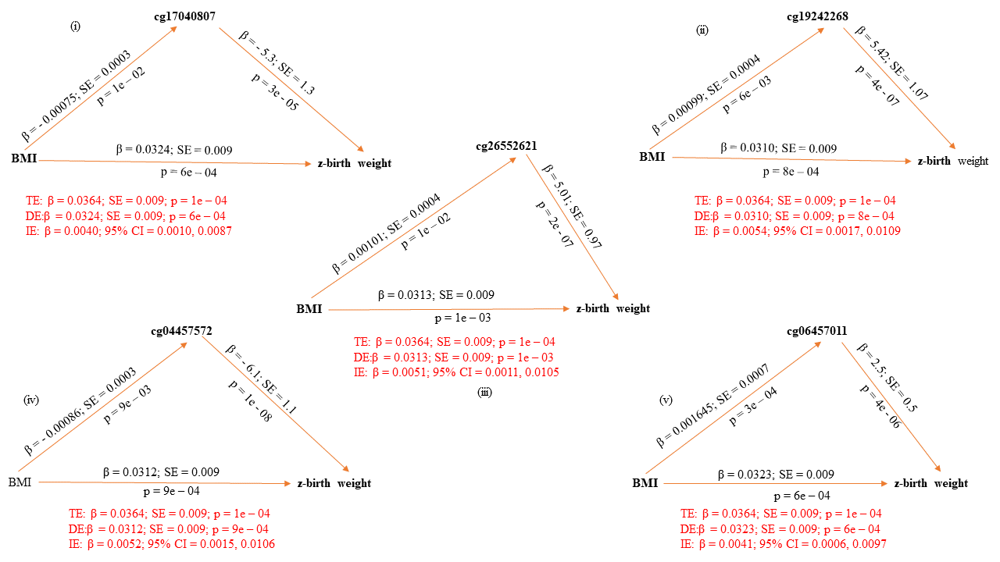 (i)
cg17040807
β = - 0.00075; SE = 0.0003
p = 1e – 02
β = - 5.3; SE = 1.3
p = 3e - 05
BMI
β = 0.0324; SE = 0.009
p = 6e – 04
z-birth weight
TE: β = 0.0364; SE = 0.009; p = 1e – 04
DE:β = 0.0324; SE = 0.009; p = 6e – 04
IE: β = 0.0040; 95% CI = 0.0010, 0.0087
(ii)
cg19242268
β = 0.00099; SE = 0.0004
p = 6e – 03
β = 5.42; SE = 1.07
p = 4e - 07
BMI
β = 0.0310; SE = 0.009
p = 8e – 04
z-birth weight
TE: β = 0.0364; SE = 0.009; p = 1e – 04
DE:β = 0.0310; SE = 0.009; p = 8e – 04
IE: β = 0.0054; 95% CI = 0.0017, 0.0109
cg26552621
β = 0.00101; SE = 0.0004
p = 1e – 02
β = 5.01; SE = 0.97
p = 2e - 07
BMI
β = 0.0313; SE = 0.009
p = 1e – 03
z-birth weight
TE: β = 0.0364; SE = 0.009; p = 1e – 04
DE:β = 0.0313; SE = 0.009; p = 1e – 03
IE: β = 0.0051; 95% CI = 0.0011, 0.0105
(iii)
cg04457572
(iv)
β = - 0.00086; SE = 0.0003
p = 9e – 03
β = - 6.1; SE = 1.1
p = 1e - 08
BMI
β = 0.0312; SE = 0.009
p = 9e – 04
z-birth weight
TE: β = 0.0364; SE = 0.009; p = 1e – 04
DE:β = 0.0312; SE = 0.009; p = 9e – 04
IE: β = 0.0052; 95% CI = 0.0015, 0.0106
cg06457011
(v)
β = 0.001645; SE = 0.0007
p = 3e – 04
β = 2.5; SE = 0.5
p = 4e - 06
BMI
β = 0.0323; SE = 0.009
p = 6e – 04
z-birth weight
TE: β = 0.0364; SE = 0.009; p = 1e – 04
DE:β = 0.0323; SE = 0.009; p = 6e – 04
IE: β = 0.0041; 95% CI = 0.0006, 0.0097